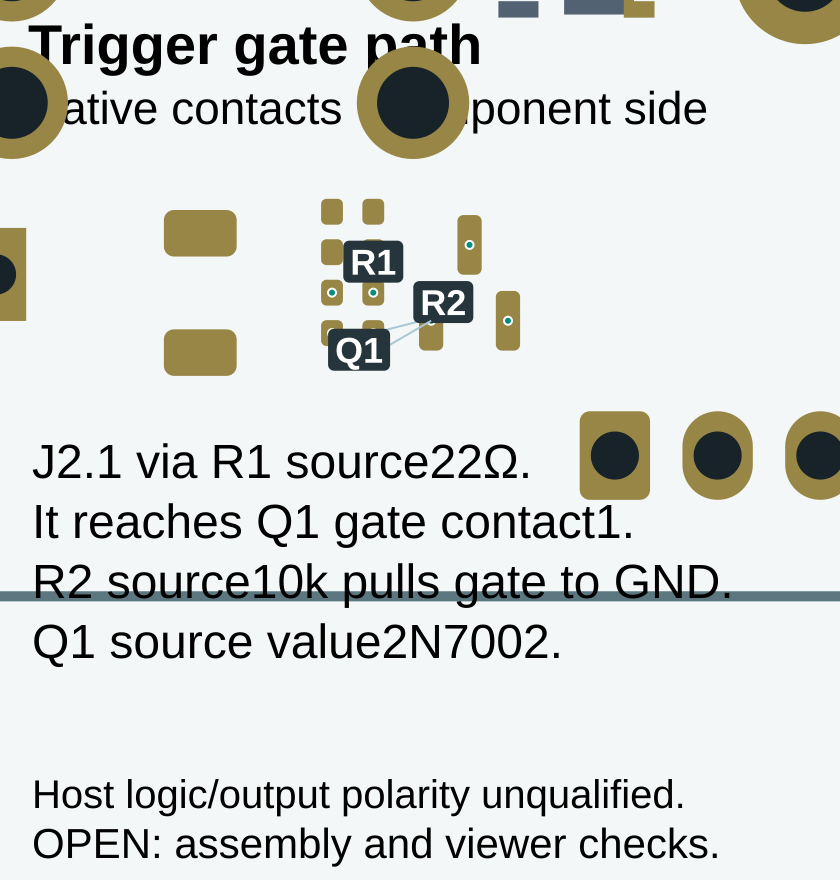 Trigger gate path
ative contacts ponent side
R1
R2
Q1
J2.1 via R1 source22Ω.
It reaches Q1 gate contact1.
R2 source10k pulls gate to GND.
Q1 source value2N7002.
Host logic/output polarity unqualified.
OPEN: assembly and viewer checks.